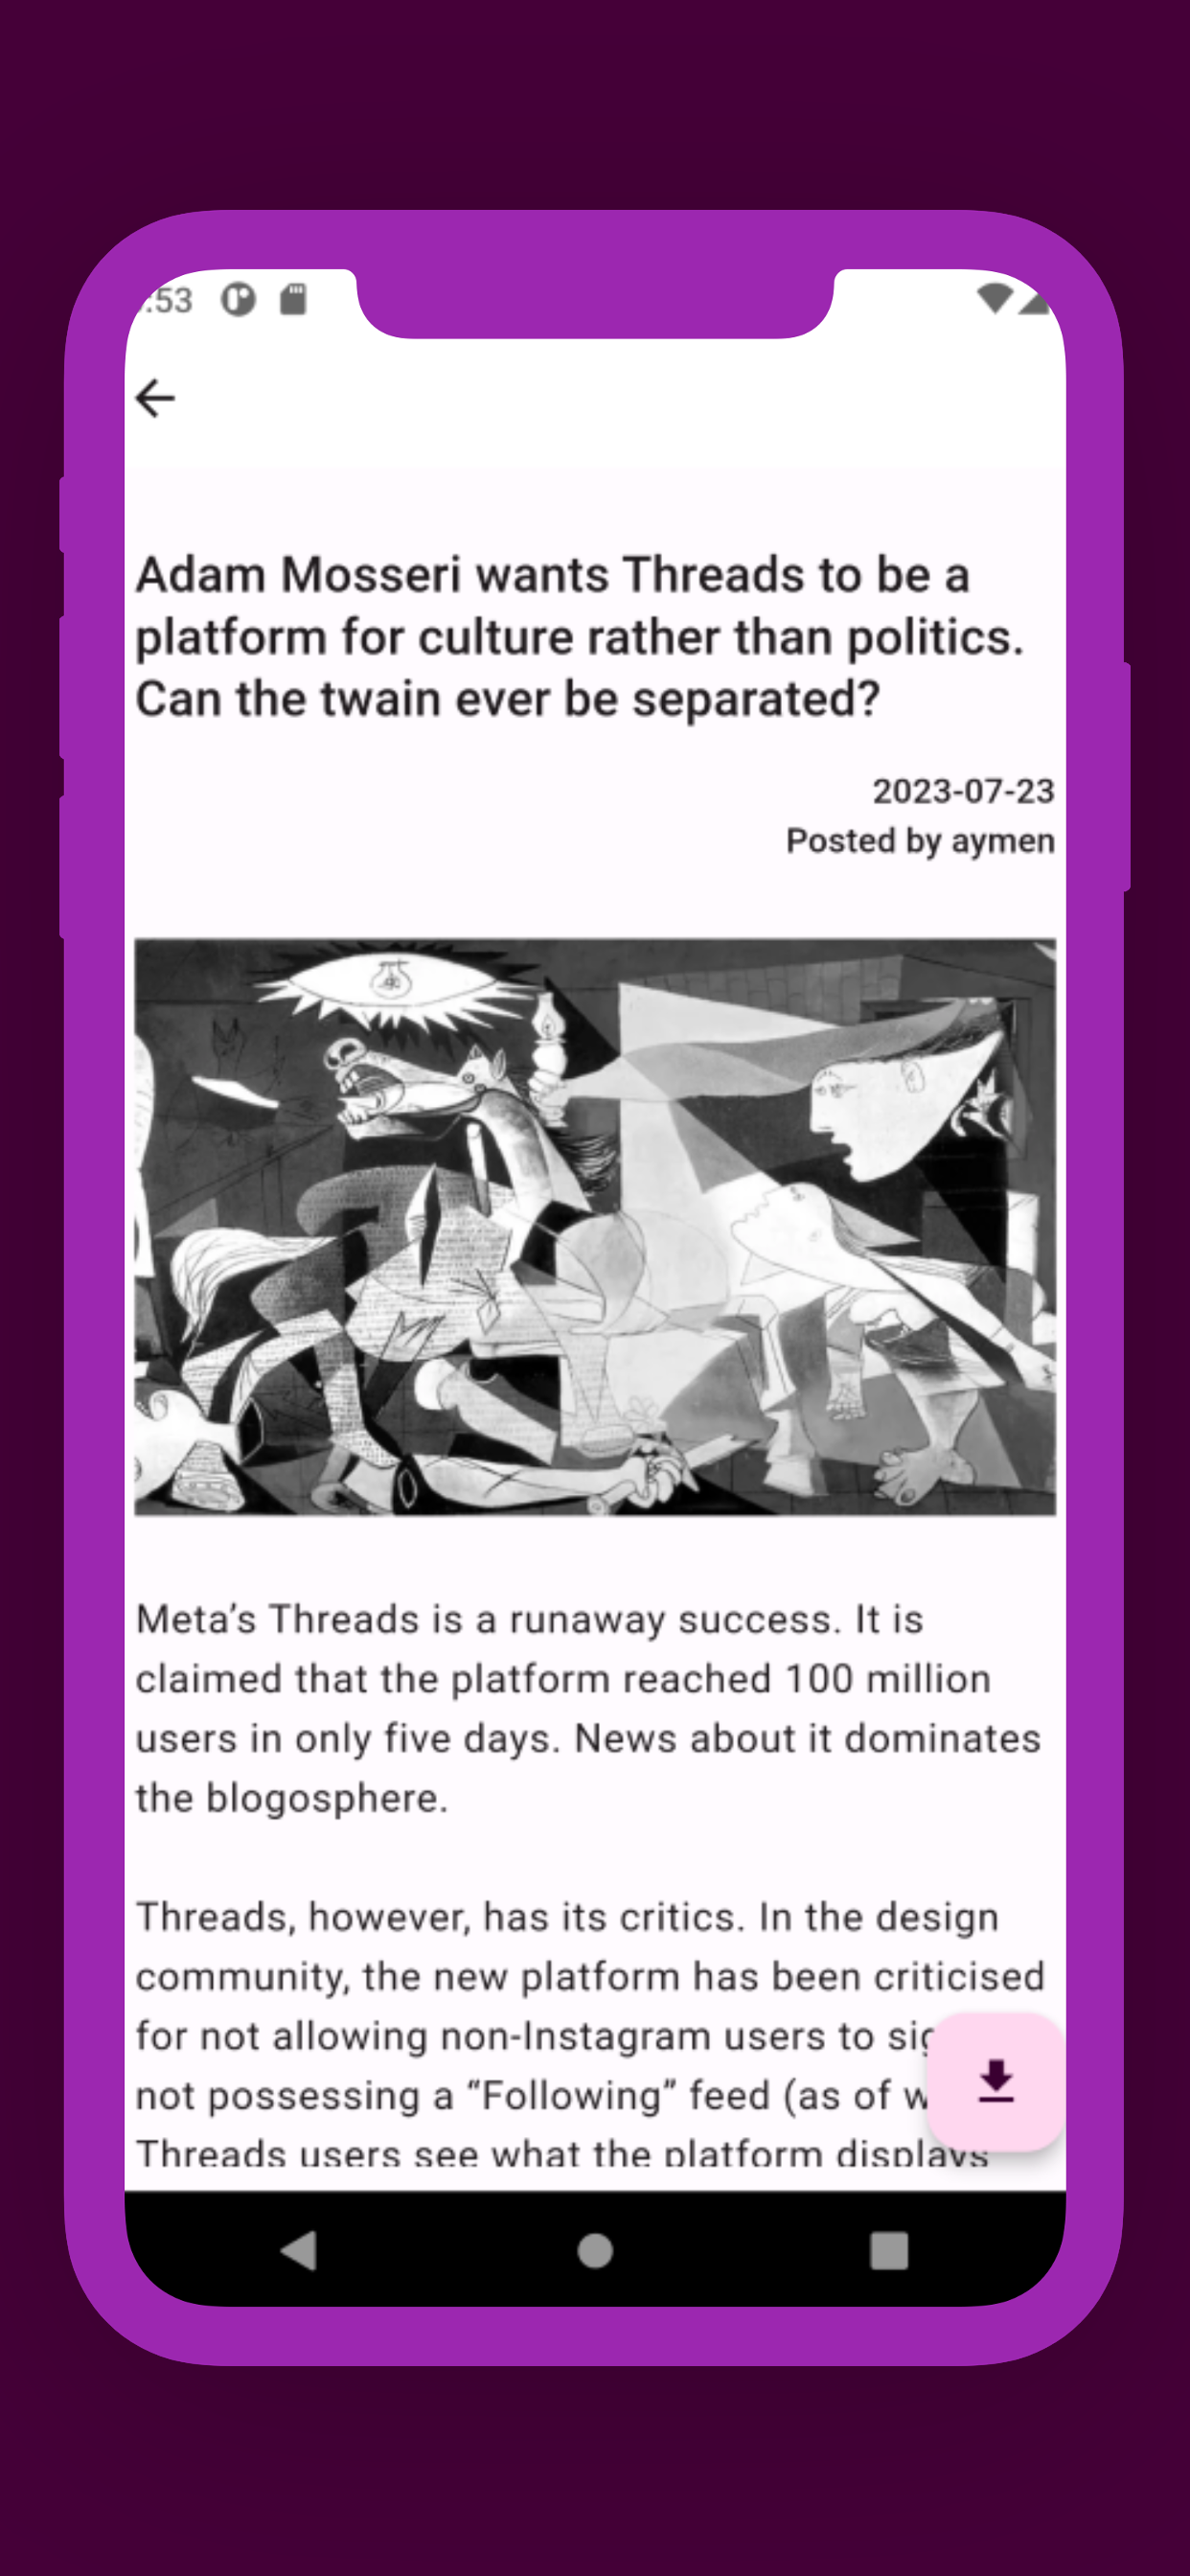 :53
Adam Mosseri wants Threads to be a
platform for culture rather than politics.
Can the twain ever be separated?
2023-07-23
Posted by aymen
Meta’s Threads is a runaway success. It is
claimed that the platform reached 100 million
users in only five days. News about it dominates
the blogosphere.
Threads, however, has its critics. In the design
community, the new platform has been criticised
for not allowing non-Instagram users to
not possessing a “Following” feed (as of
Threads users see what the platform displays